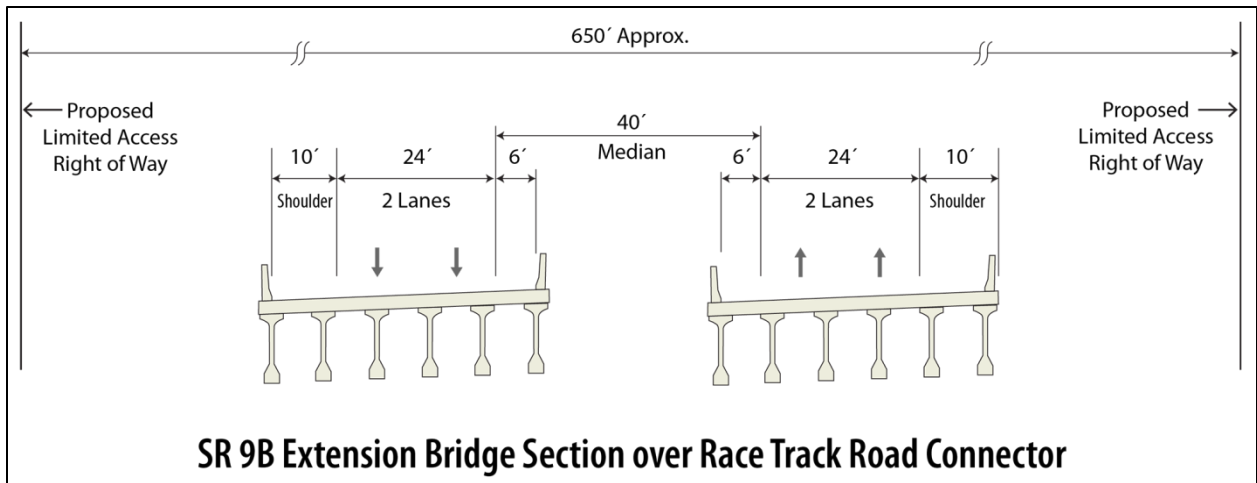 650´ Approx.
Proposed
Limited Access
Right of Way
Proposed
Limited Access
Right of Way
40´
Median
10´ 24´ 6´
Shoulder 2 Lanes
6´ 24´ 10´
2 Lanes Shoulder
SR 9B Extension Bridge Section over Race Track Road Connector